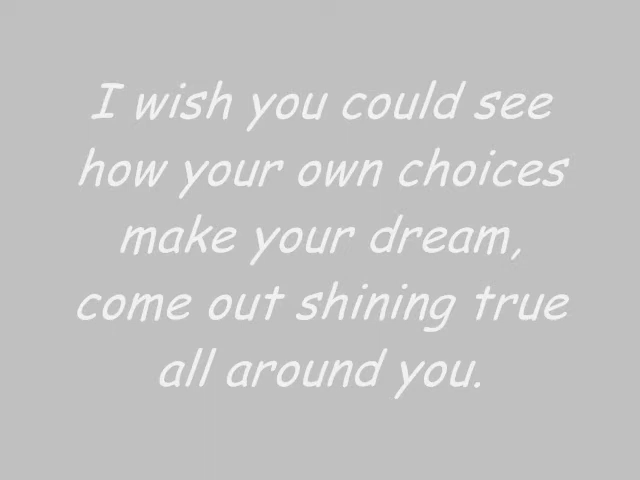 I wish you could see
how your own choices
make your dream,
come out shining true
all around you.